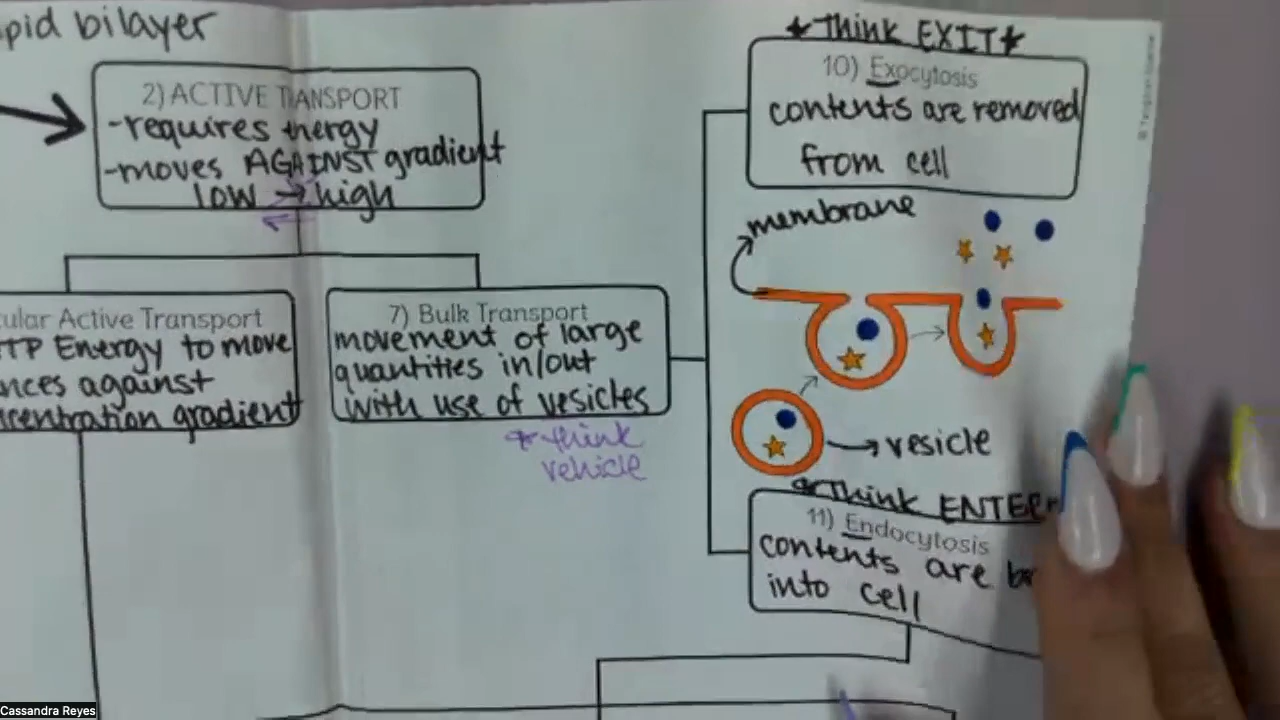 pid bilayer
2) ACTIVE TRANSPORT
-requires energy
-moves AGAINST gradient
low → high
cular Active Transport
TP Energy to move
nces against
centration gradient
7) Bulk Transport
movement of large
quantities in/out
with use of vesicles
*think
vehicle
*Think EXIT*
10) Exocytosis
contents are removed
from cell
membrane
→ vesicle
*Think ENTER
11) Endocytosis
contents are
into cell
Cassandra Reyes